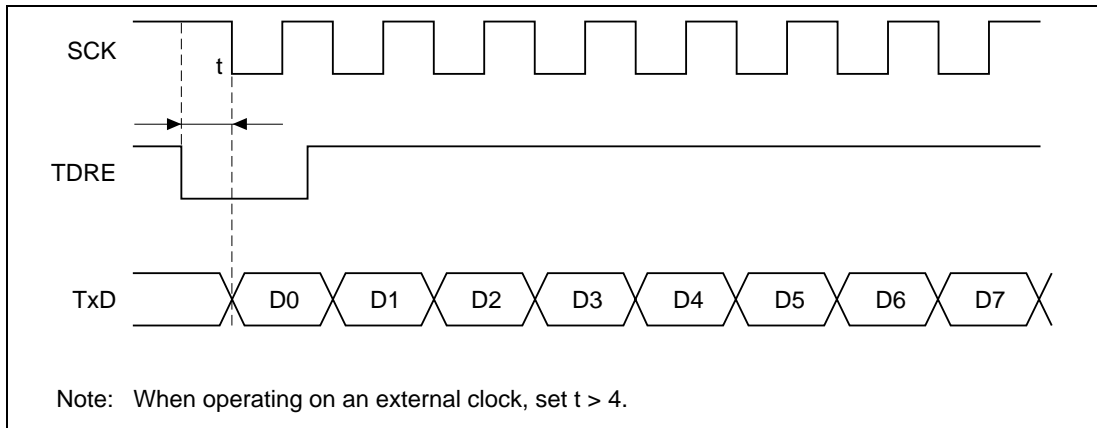 SCK
t
TDRE
TxD D0 D1 D2 D3 D4 D5 D6 D7
Note: When operating on an external clock, set t > 4.